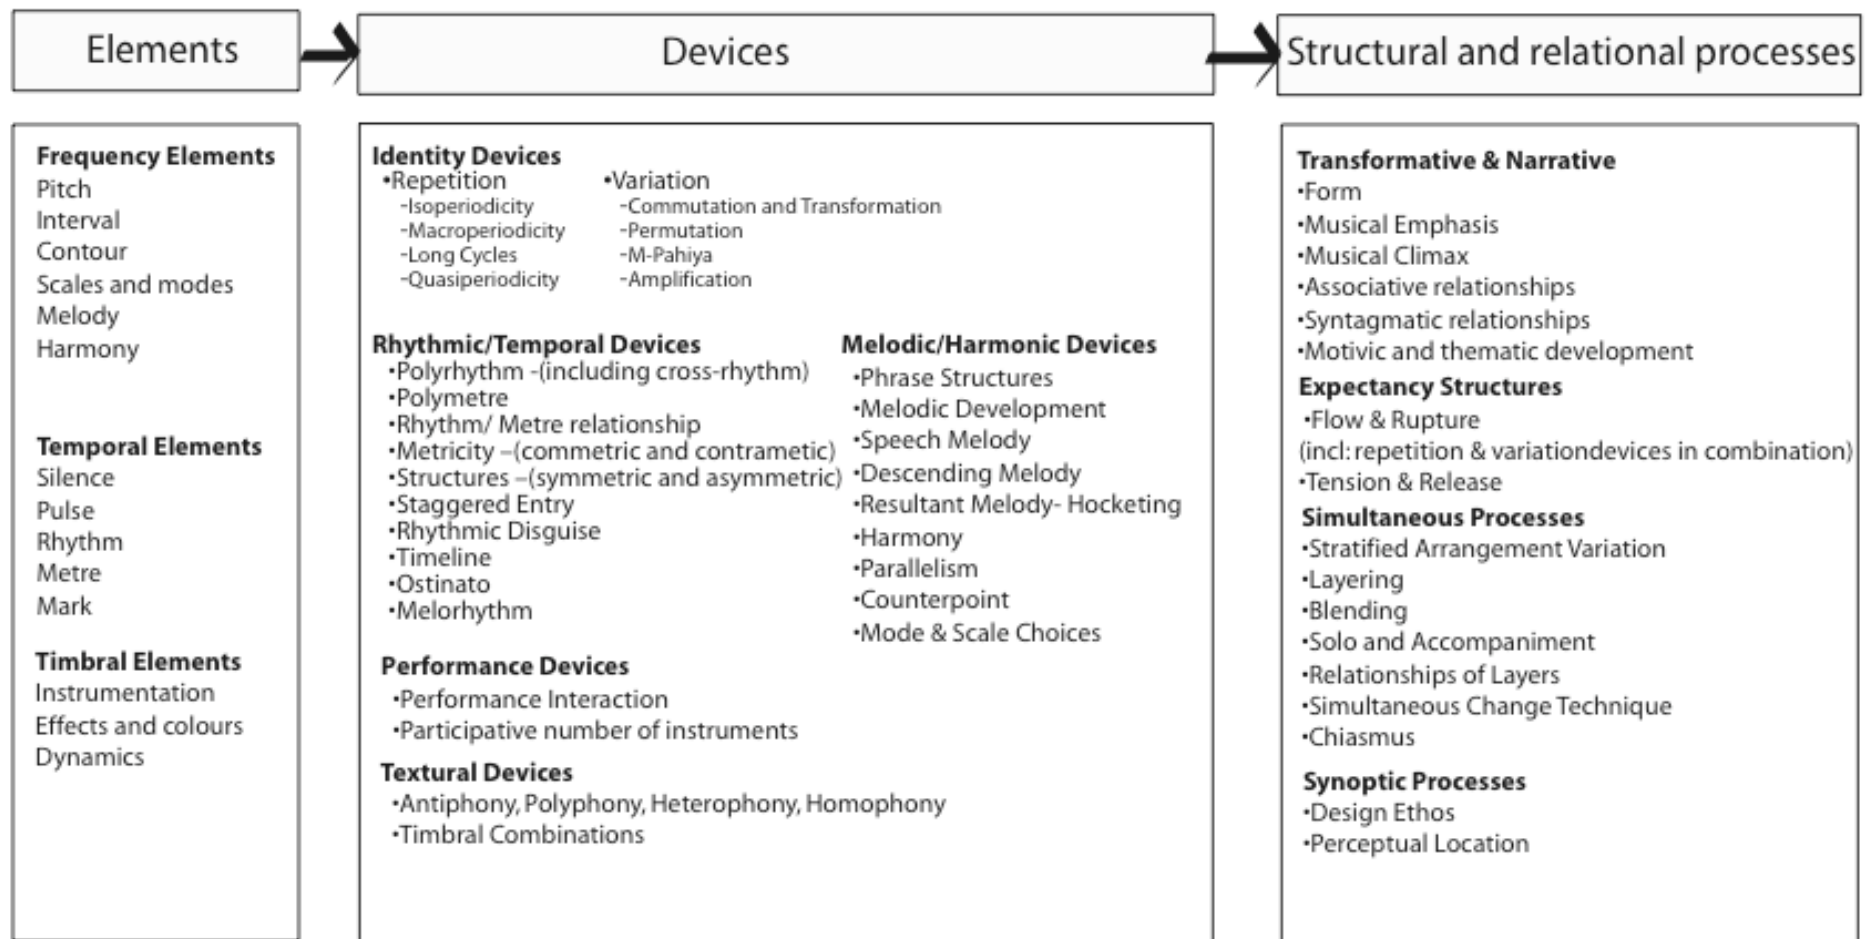 Elements
Devices
Structural and relational processes
Frequency Elements
Pitch
Interval
Contour
Scales and modes
Melody
Harmony
Temporal Elements
Silence
Pulse
Rhythm
Metre
Mark
Timbral Elements
Instrumentation
Effects and colours
Dynamics
Identity Devices
•Repetition
-Isoperiodicity
-Macroperiodicity
-Long Cycles
-Quasiperiodicity
•Variation
-Commutation and Transformation
-Permutation
-M-Pahiya
-Amplification
Rhythmic/Temporal Devices
•Polyrhythm -(including cross-rhythm)
•Polymetre
•Rhythm/ Metre relationship
•Metricity –(commetric and contrametic)
•Structures –(symmetric and asymmetric)
•Staggered Entry
•Rhythmic Disguise
•Timeline
•Ostinato
•Melorhythm
Melodic/Harmonic Devices
•Phrase Structures
•Melodic Development
•Speech Melody
•Descending Melody
•Resultant Melody- Hocketing
•Harmony
•Parallelism
•Counterpoint
•Mode & Scale Choices
Performance Devices
•Performance Interaction
•Participative number of instruments
Textural Devices
•Antiphony, Polyphony, Heterophony, Homophony
•Timbral Combinations
Transformative & Narrative
•Form
•Musical Emphasis
•Musical Climax
•Associative relationships
•Syntagmatic relationships
•Motivic and thematic development
Expectancy Structures
•Flow & Rupture
(incl: repetition & variationdevices in combination)
•Tension & Release
Simultaneous Processes
•Stratified Arrangement Variation
•Layering
•Blending
•Solo and Accompaniment
•Relationships of Layers
•Simultaneous Change Technique
•Chiasmus
Synoptic Processes
•Design Ethos
•Perceptual Location